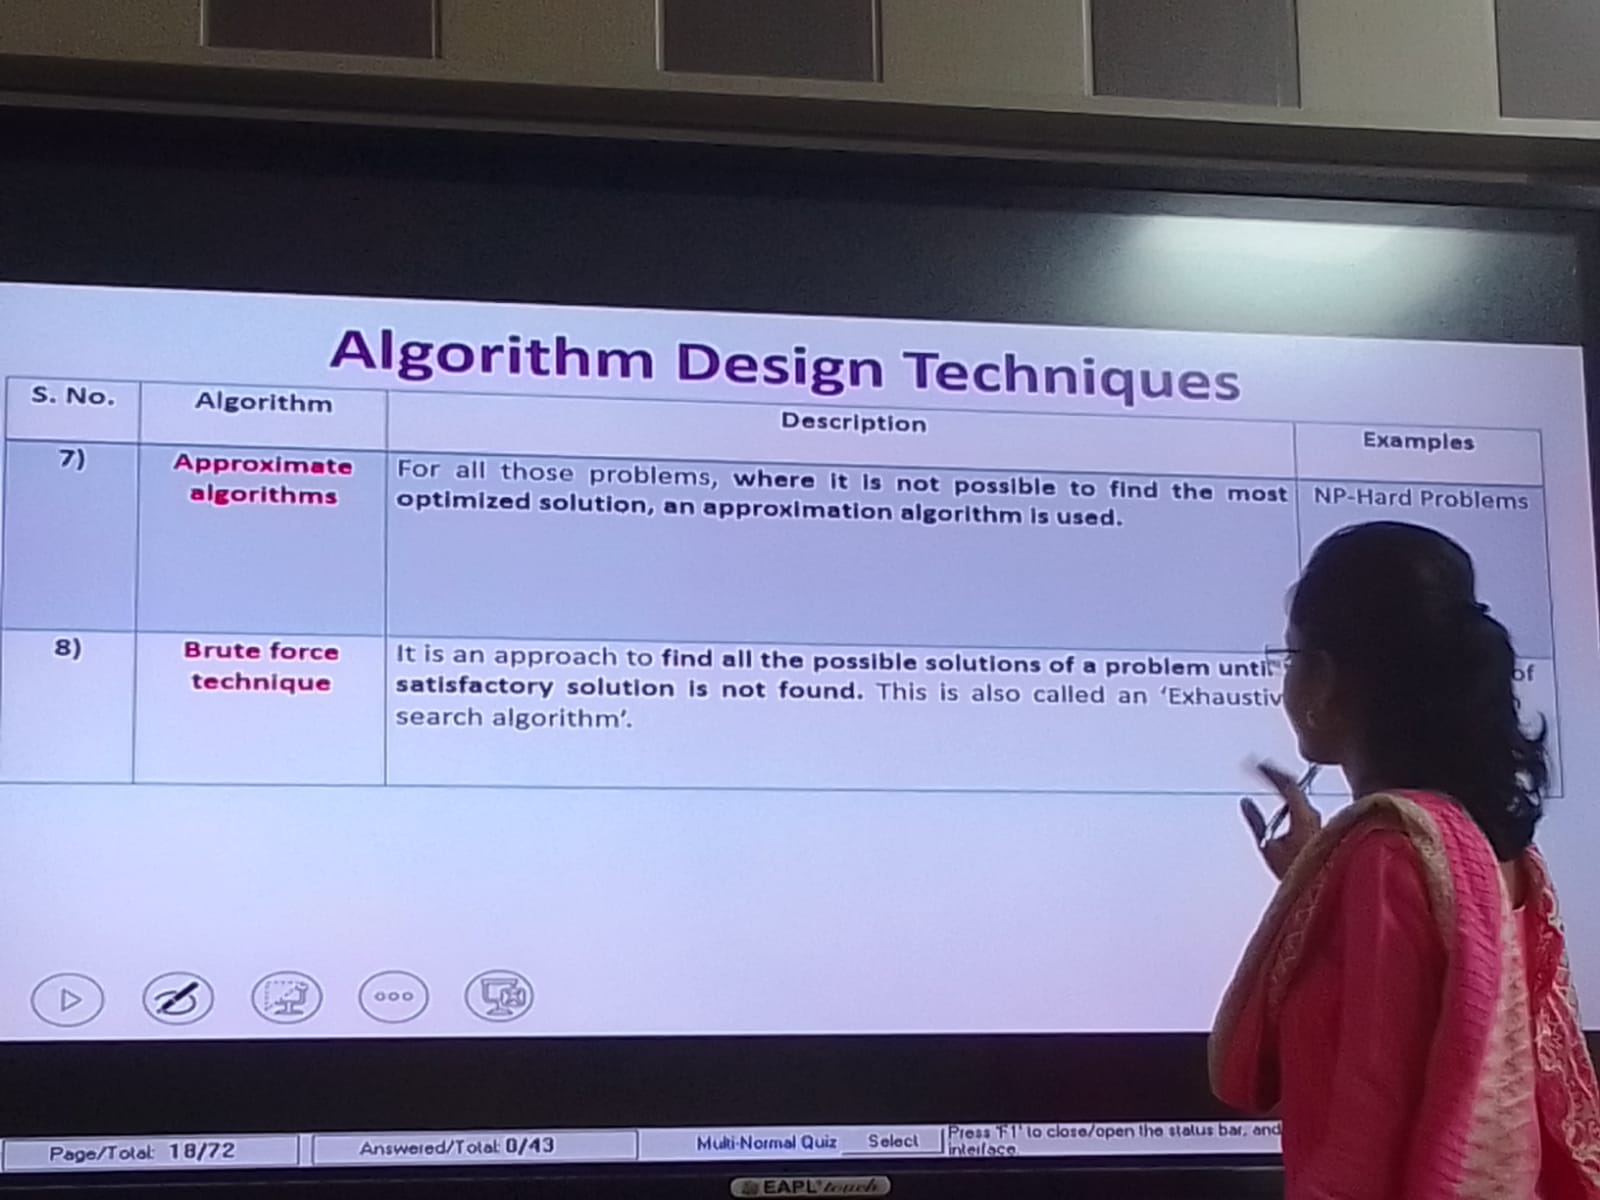 Algorithm Design Techniques
S. No.
Algorithm
Description
Examples
7)
Approximate
algorithms
For all those problems, where it is not possible to find the most
optimized solution, an approximation algorithm is used.
NP-Hard Problems
8)
Brute force
technique
It is an approach to find all the possible solutions of a problem until
satisfactory solution is not found. This is also called an 'Exhaustiv
search algorithm'.
of
Page/Total: 18/72
Answered/Total: 0/43
Multi-Normal Quiz
Select
Press 'F1' to close/open the status bar, and
interface.
EAPL touch